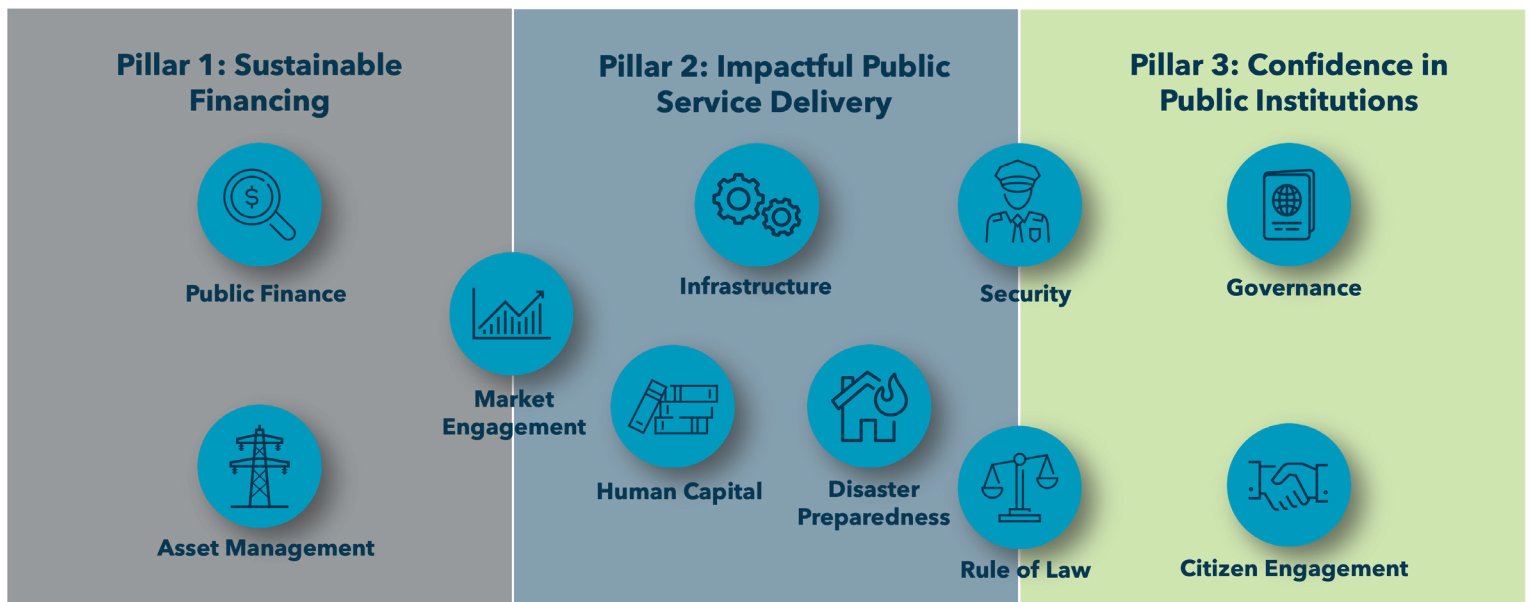 Pillar 1: Sustainable
Financing
Pillar 2: Impactful Public
Service Delivery
Pillar 3: Confidence in
Public Institutions
$
Public Finance
Infrastructure
Security
Governance
Market
Engagement
Asset Management
Human Capital
Disaster
Preparedness
Rule of Law
Citizen Engagement